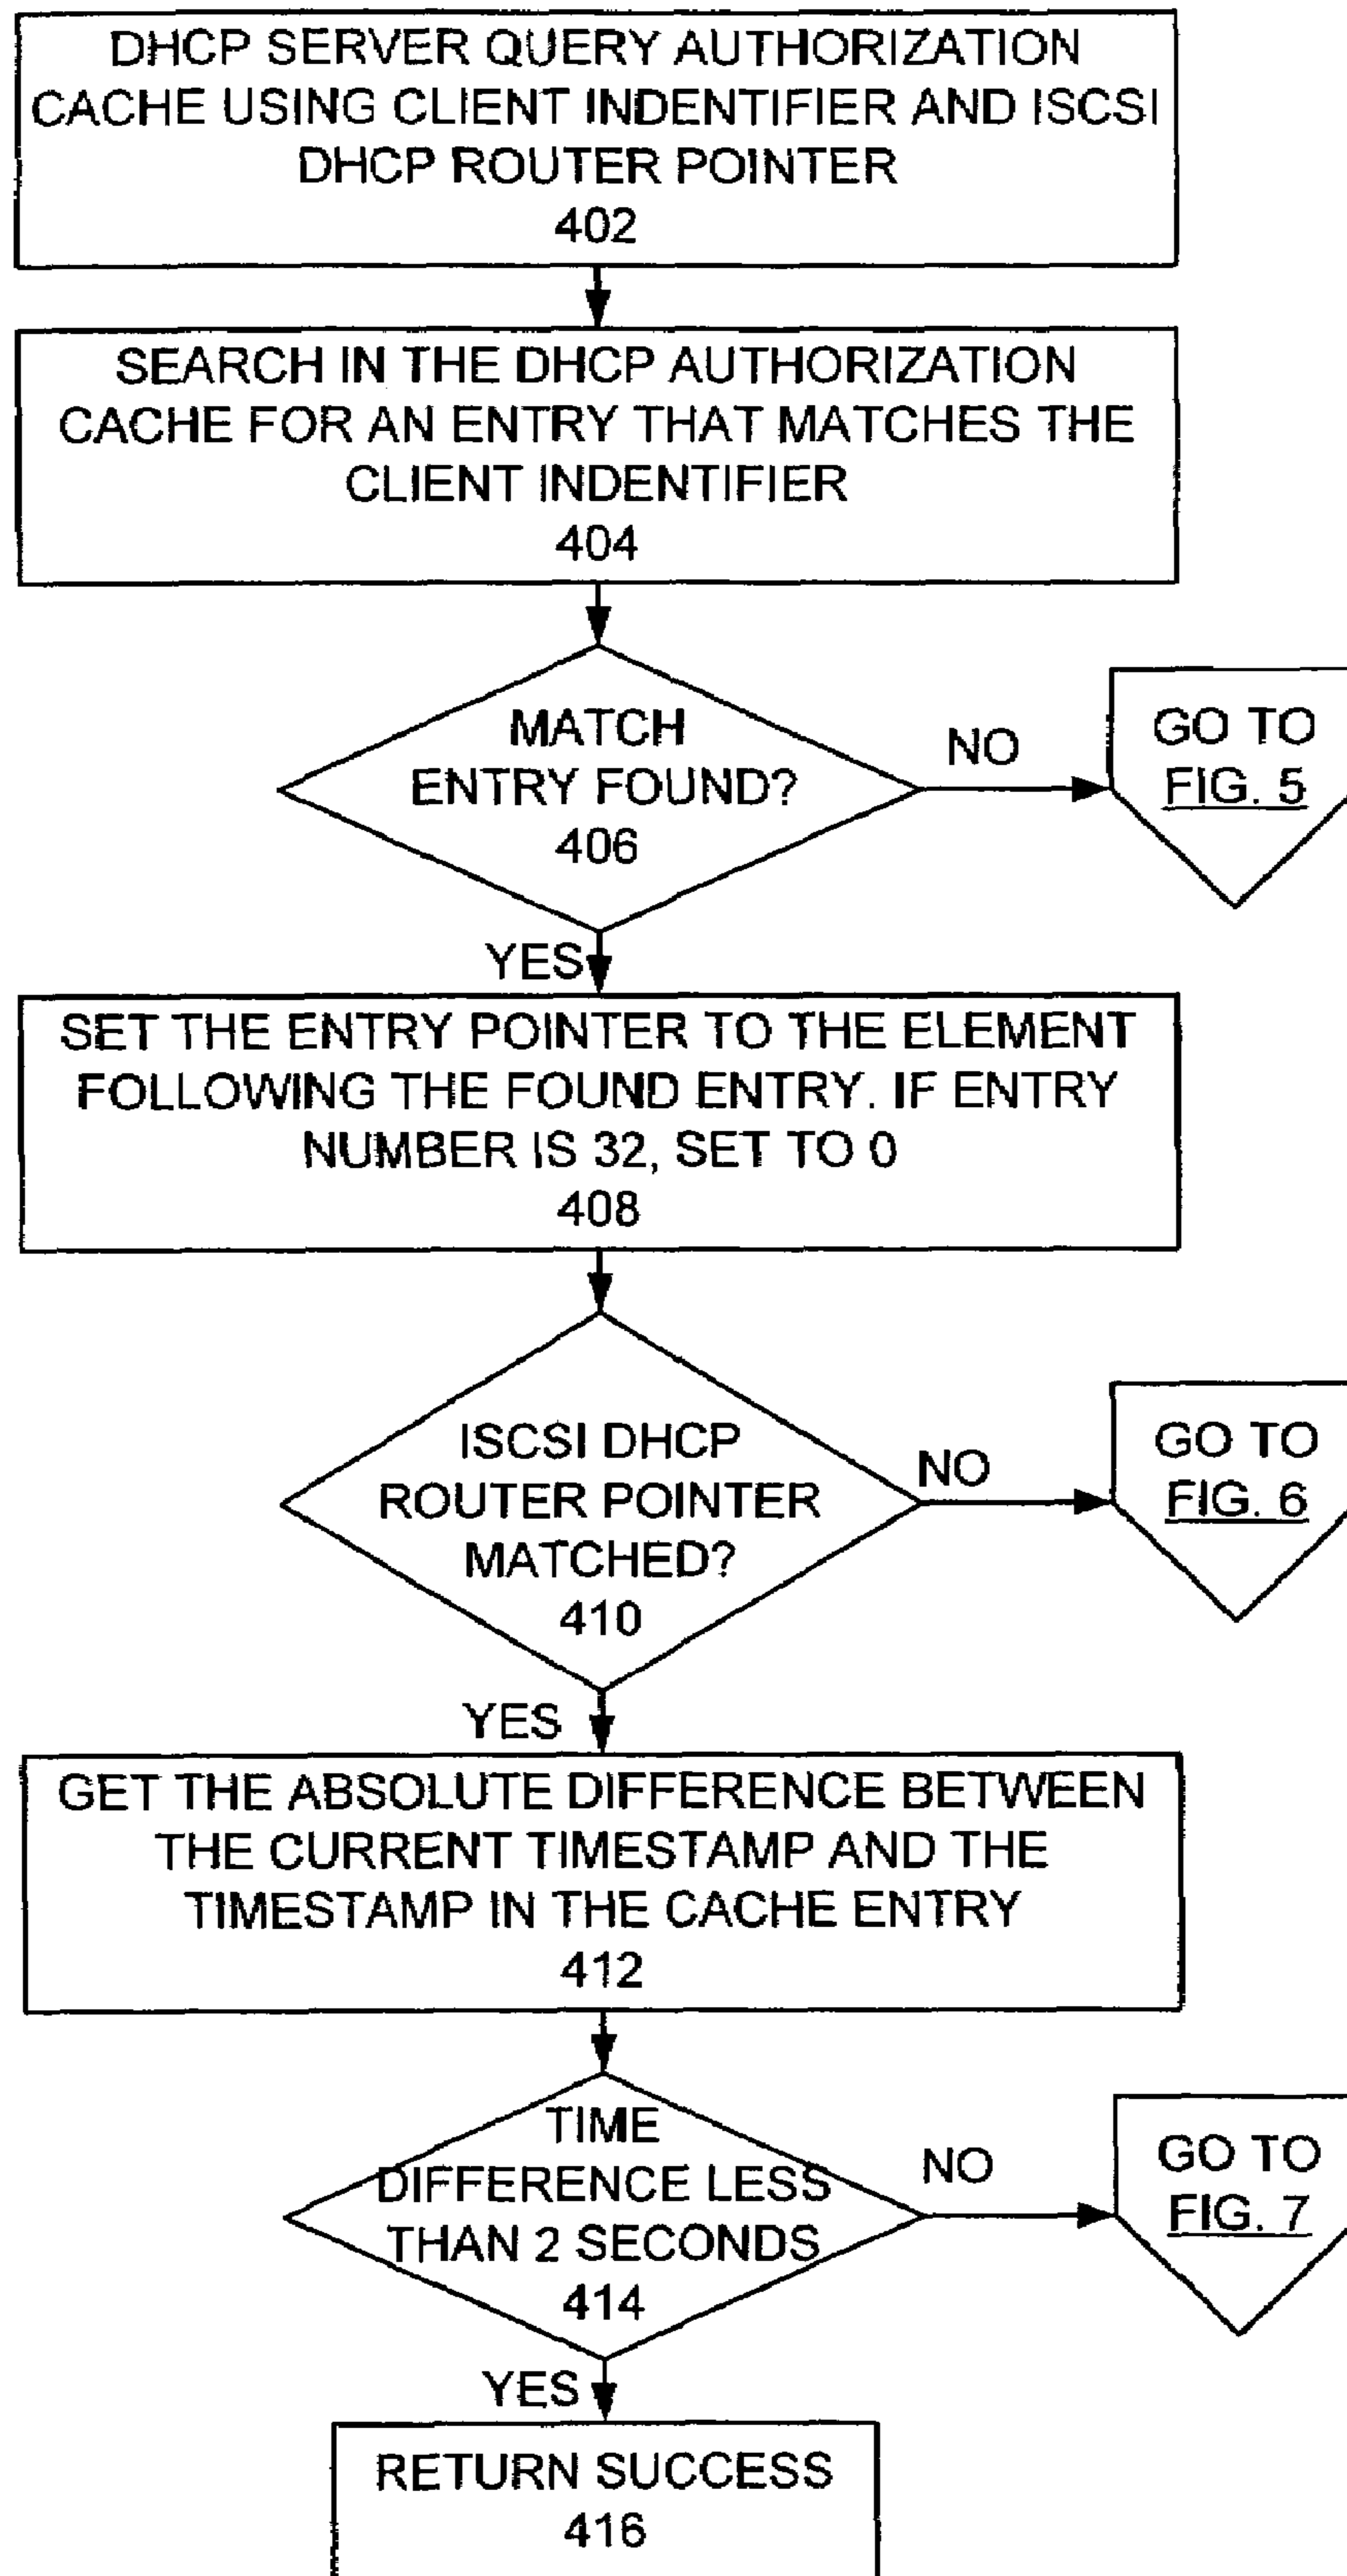 DHCP SERVER QUERY AUTHORIZATION
CACHE USING CLIENT INDENTIFIER AND ISCSI
DHCP ROUTER POINTER
402
SEARCH IN THE DHCP AUTHORIZATION
CACHE FOR AN ENTRY THAT MATCHES THE
CLIENT INDENTIFIER
404
MATCH
ENTRY FOUND?
406
NO
GO TO
FIG. 5
YES
SET THE ENTRY POINTER TO THE ELEMENT
FOLLOWING THE FOUND ENTRY. IF ENTRY
NUMBER IS 32, SET TO 0
408
ISCSI DHCP
ROUTER POINTER
MATCHED?
410
NO
GO TO
FIG. 6
YES
GET THE ABSOLUTE DIFFERENCE BETWEEN
THE CURRENT TIMESTAMP AND THE
TIMESTAMP IN THE CACHE ENTRY
412
TIME
DIFFERENCE LESS
THAN 2 SECONDS
414
NO
GO TO
FIG. 7
YES
RETURN SUCCESS
416